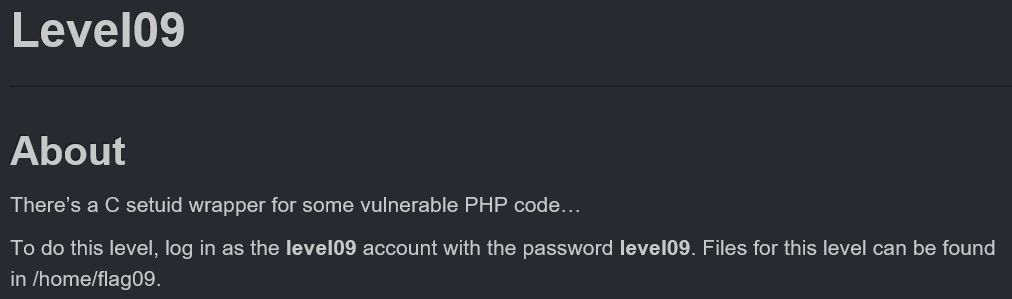 Level09
About
There’s a C setuid wrapper for some vulnerable PHP code…
To do this level, log in as the level09 account with the password level09. Files for this level can be found
in /home/flag09.